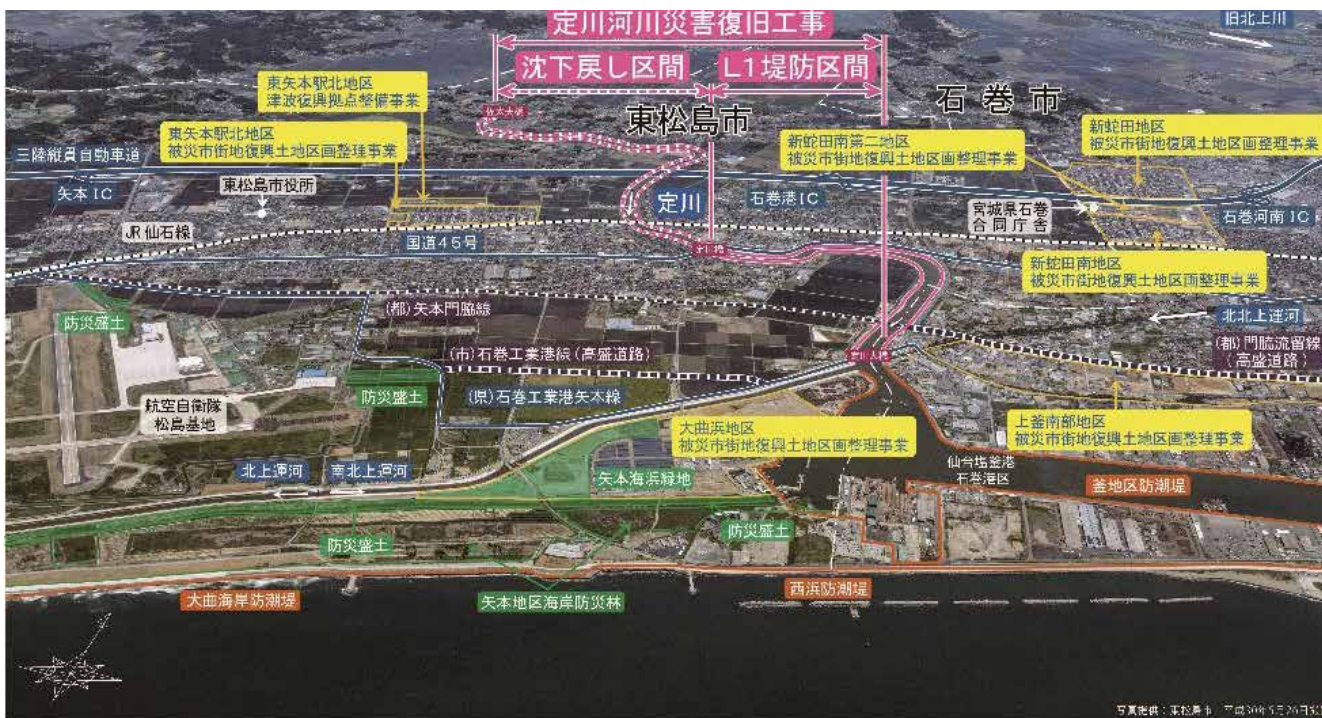 定川河川災害復旧工事
旧北上川
沈下戻し区間
L1堤防区間
東矢本駅北地区
津波復興拠点整備事業
東松島市
石巻市
東矢本駅北地区
被災市街地復興土地区画整理事業
新蛇田南第二地区
被災市街地復興土地区画整理事業
新蛇田地区
被災市街地復興土地区画整理事業
三陸縦貫自動車道
矢本IC
東松島市役所
定川
石巻港IC
宮城県石巻
合同庁舎
石巻河南IC
JR仙石線
国道45号
定川橋
新蛇田南地区
被災市街地復興土地区画整理事業
防災盛土
(都)矢本門脇線
北北上運河
(市)石巻工業港線(高盛道路)
定川大橋
(都)門脇流留線
(高盛道路)
防災盛土
(県)石巻工業港矢本線
航空自衛隊
松島基地
大曲浜地区
被災市街地復興土地区画整理事業
上釜南部地区
被災市街地復興土地区画整理事業
北上運河
南北上運河
矢本海浜緑地
仙台塩釜港
石巻港区
釜地区防潮堤
防災盛土
防災盛土
大曲海岸防潮堤
矢本地区海岸防災林
西浜防潮堤
写真提供：東松島市